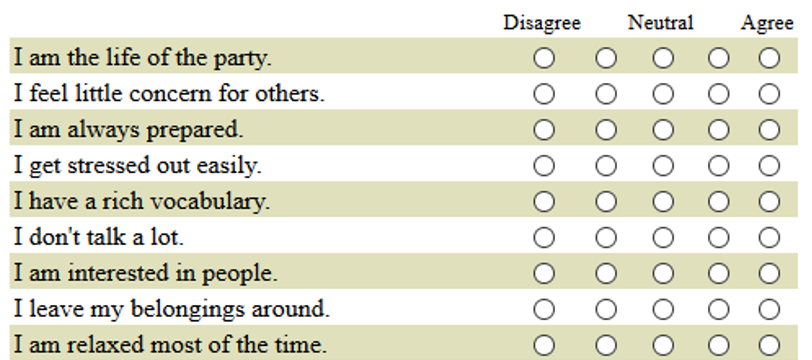 Disagree Neutral Agree
I am the life of the party.
I feel little concern for others.
I am always prepared.
I get stressed out easily.
I have a rich vocabulary.
I don't talk a lot.
I am interested in people.
I leave my belongings around.
I am relaxed most of the time.